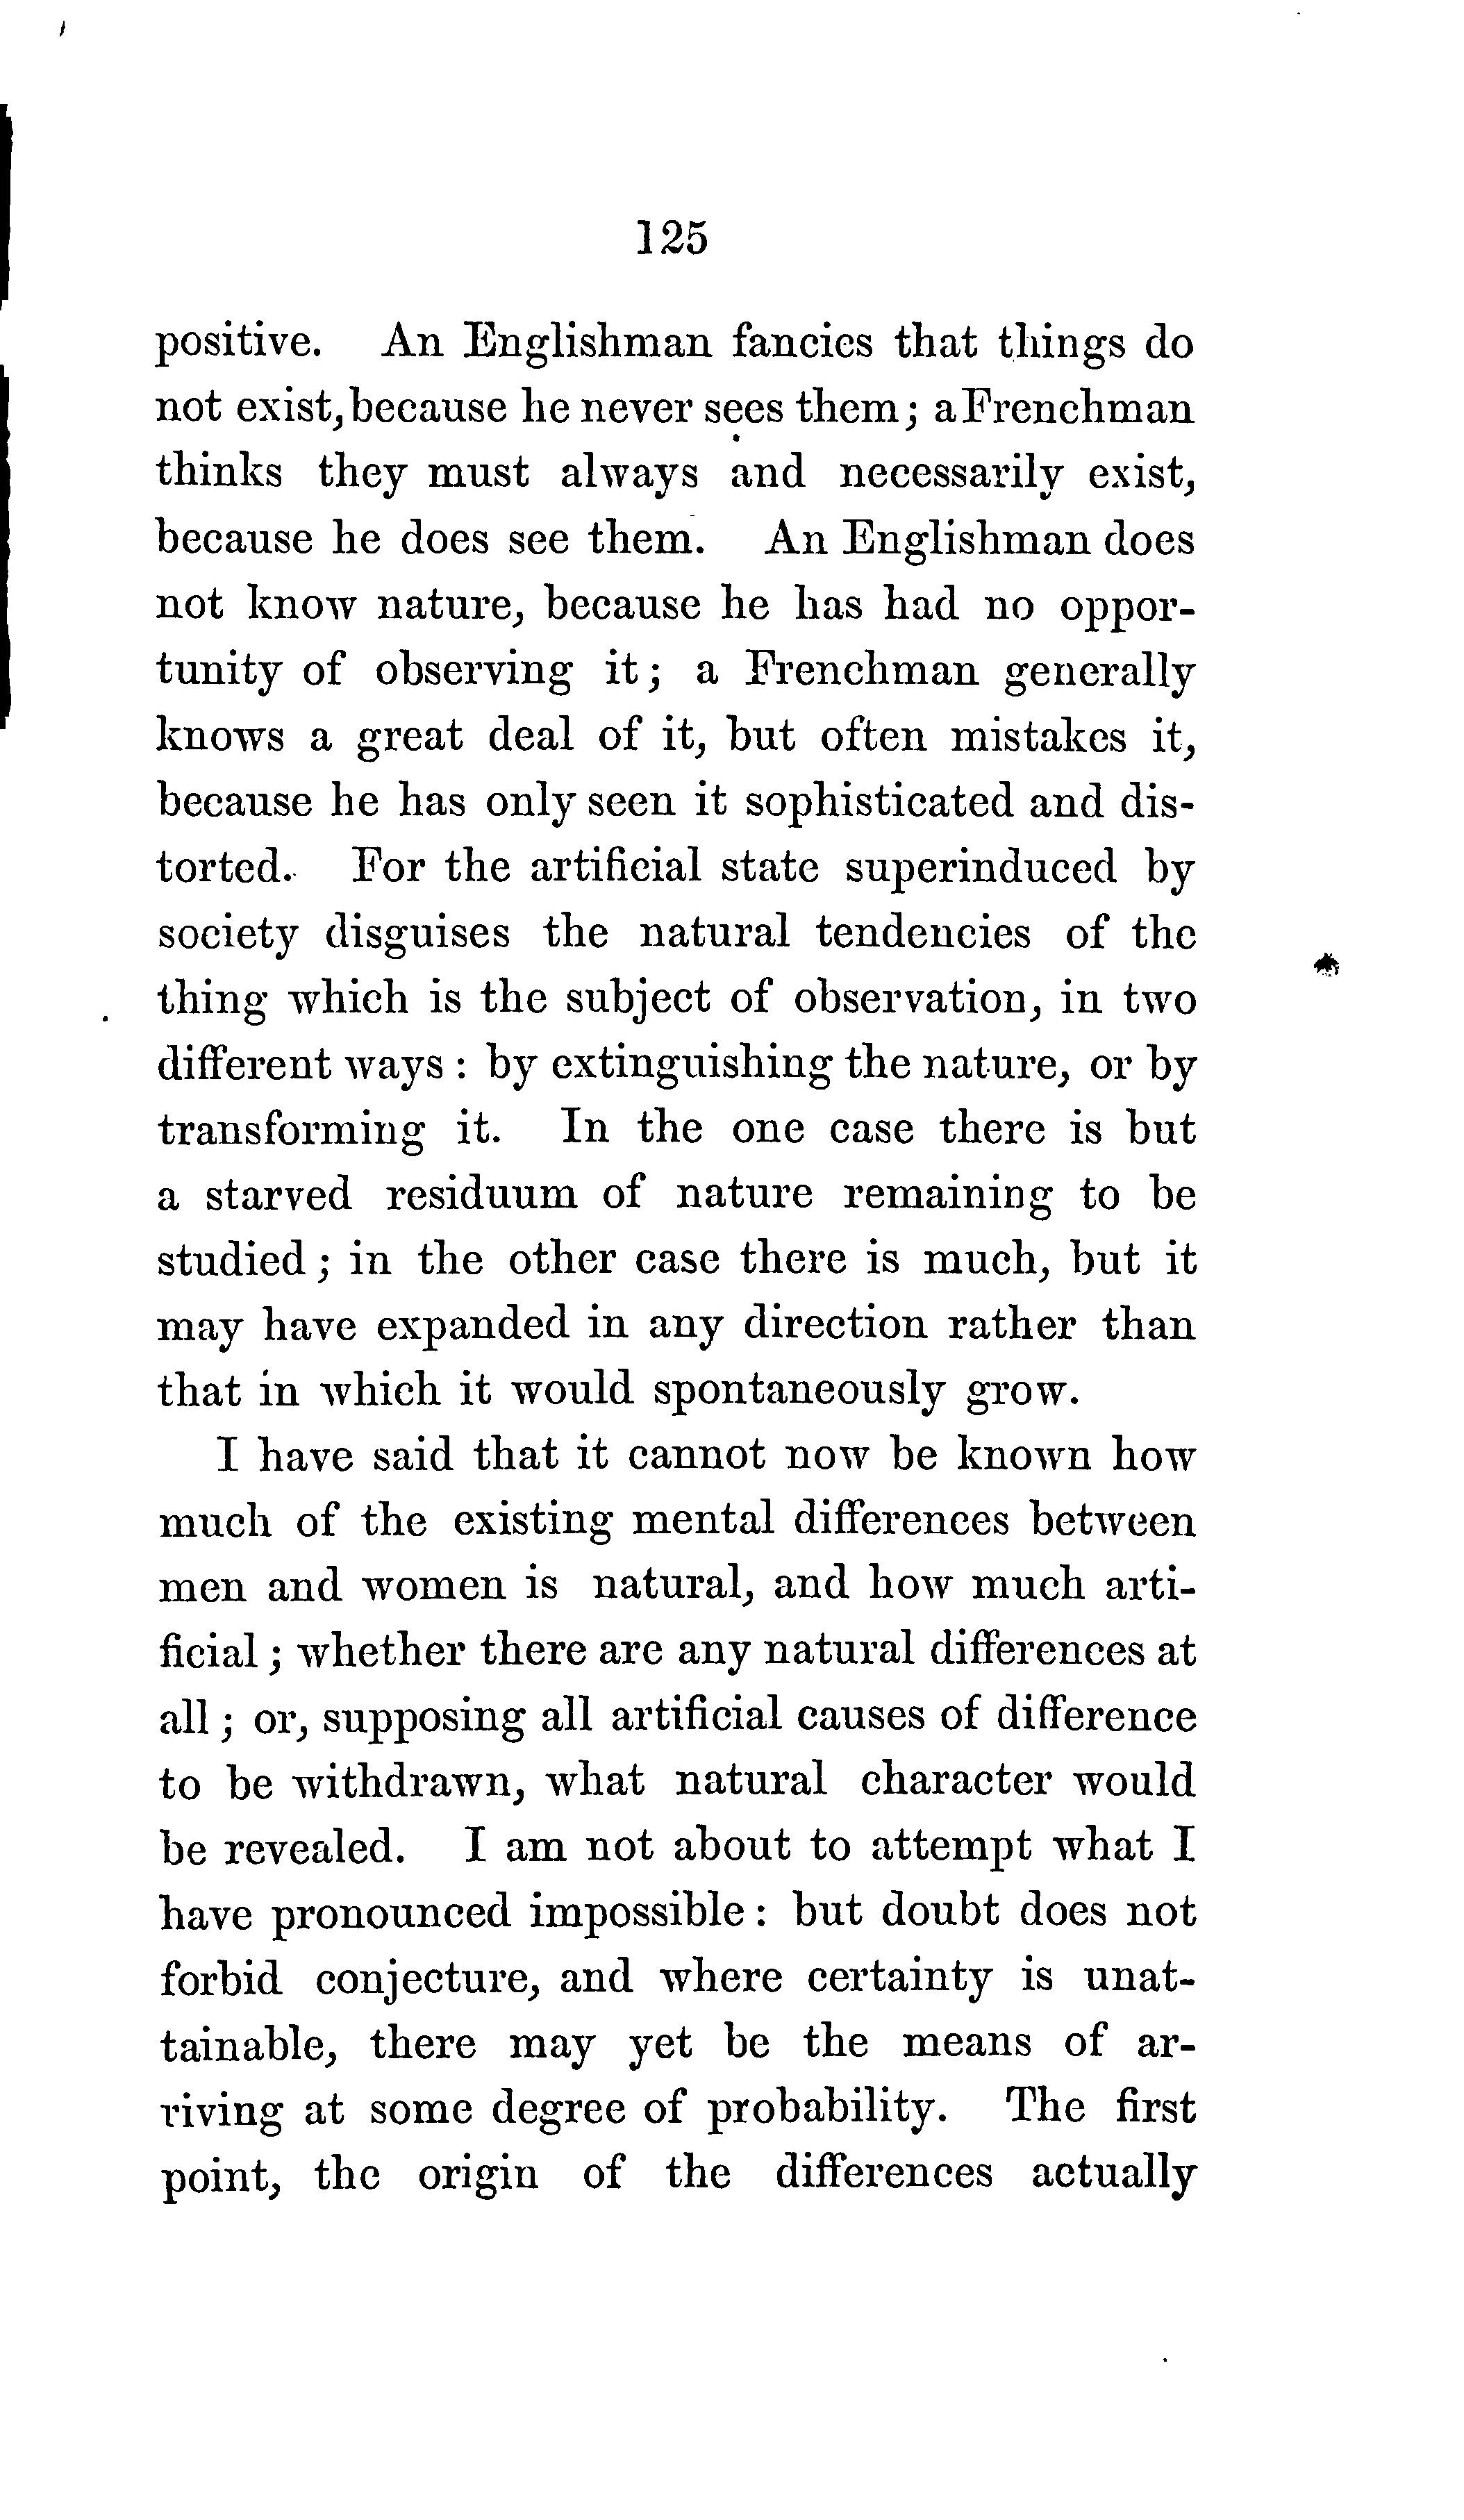 125
positive. An Englishman fancies that things do
not exist, because he never sees them; a Frenchman
thinks they must always and necessarily exist,
because he does see them. An Englishman does
not know nature, because he has had no oppor-
tunity of observing it; a Frenchman generally
knows a great deal of it, but often mistakes it,
because he has only seen it sophisticated and dis-
torted. For the artificial state superinduced by
society disguises the natural tendencies of the
thing which is the subject of observation, in two
different ways: by extinguishing the nature, or by
transforming it. In the one case there is but
a starved residuum of nature remaining to be
studied; in the other case there is much, but it
may have expanded in any direction rather than
that in which it would spontaneously grow.
I have said that it cannot now be known how
much of the existing mental differences between
men and women is natural, and how much arti-
ficial; whether there are any natural differences at
all; or, supposing all artificial causes of difference
to be withdrawn, what natural character would
be revealed. I am not about to attempt what I
have pronounced impossible: but doubt does not
forbid conjecture, and where certainty is unat-
tainable, there may yet be the means of ar-
riving at some degree of probability. The first
point, the origin of the differences actually